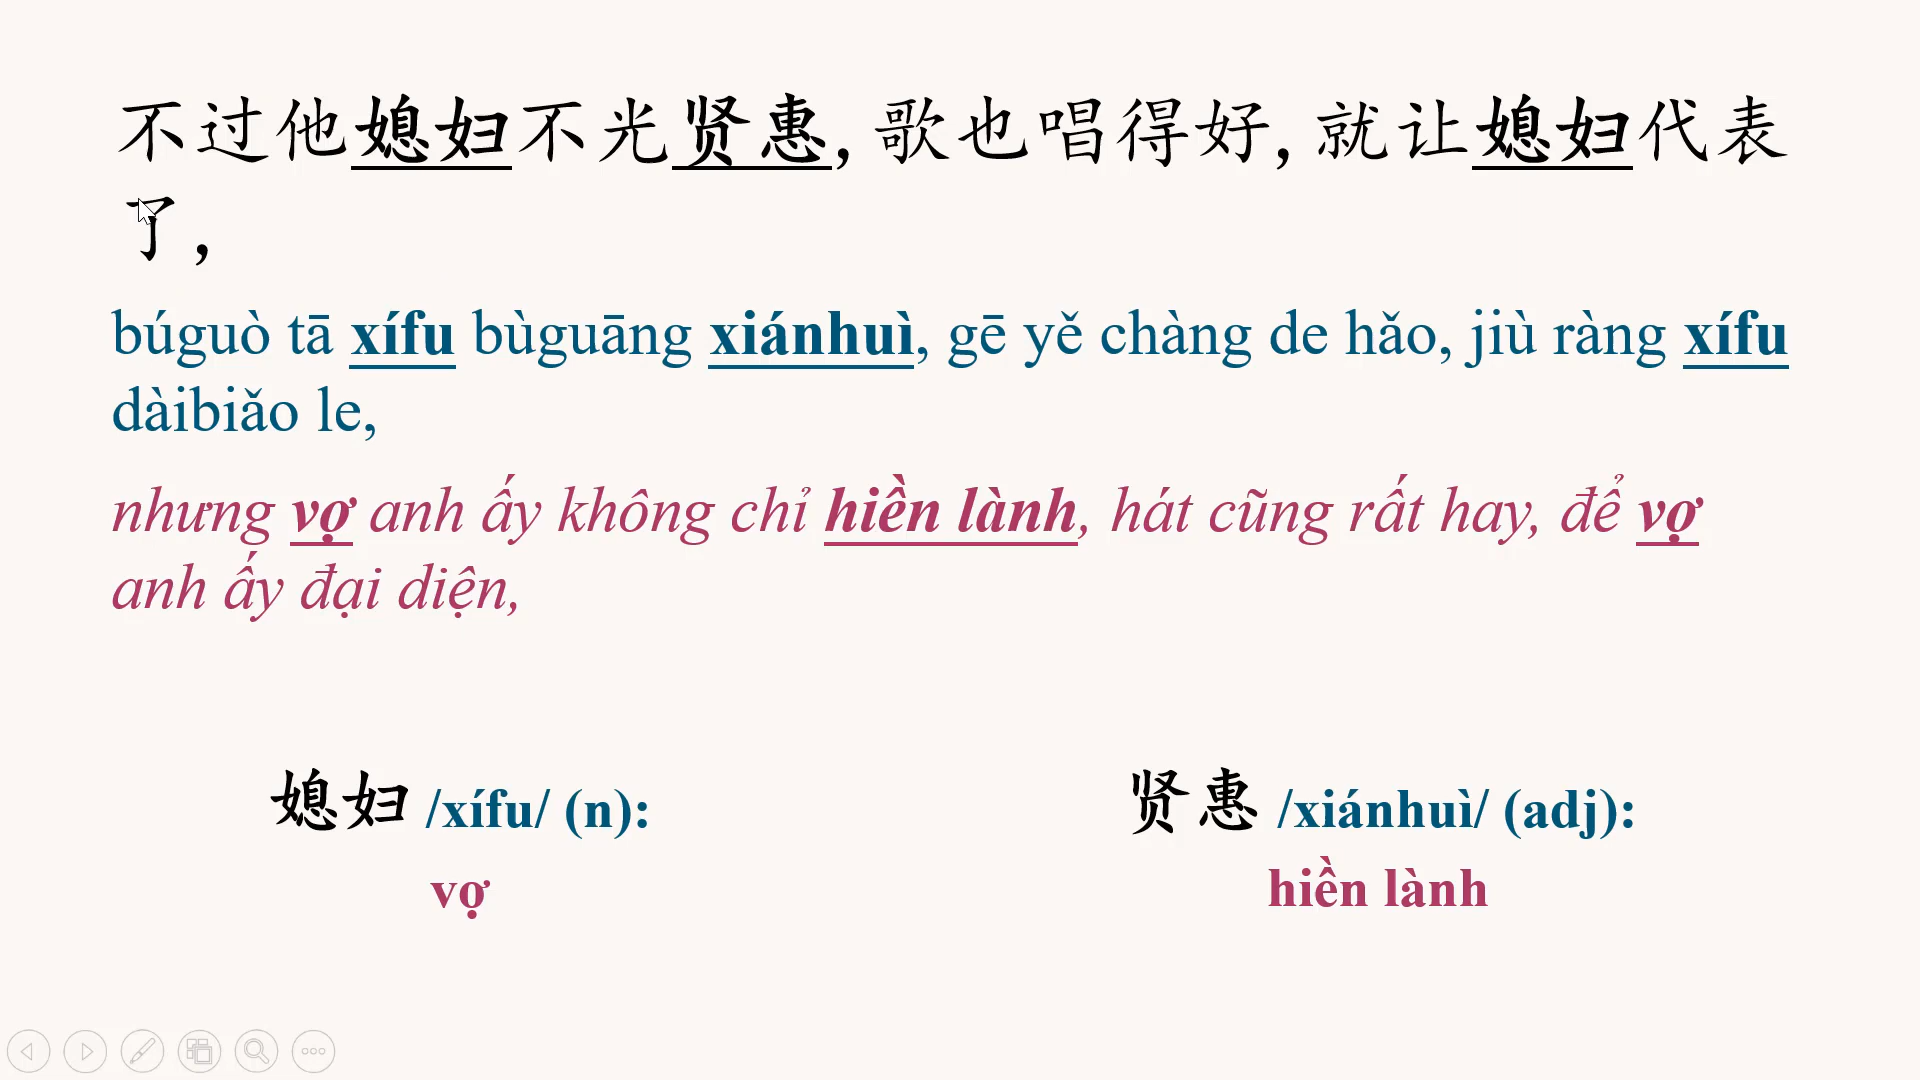 不过他媳妇不光贤惠, 歌也唱得好, 就让媳妇代表
了,
búguò tā xífu bùguāng xiánhuì, gē yě chàng de hǎo, jiù ràng xífu
dàibiǎo le,
nhưng vợ anh ấy không chỉ hiền lành, hát cũng rất hay, để vợ
anh ấy đại diện,
媳妇 /xífu/ (n):
vợ
贤惠 /xiánhuì/ (adj):
hiền lành